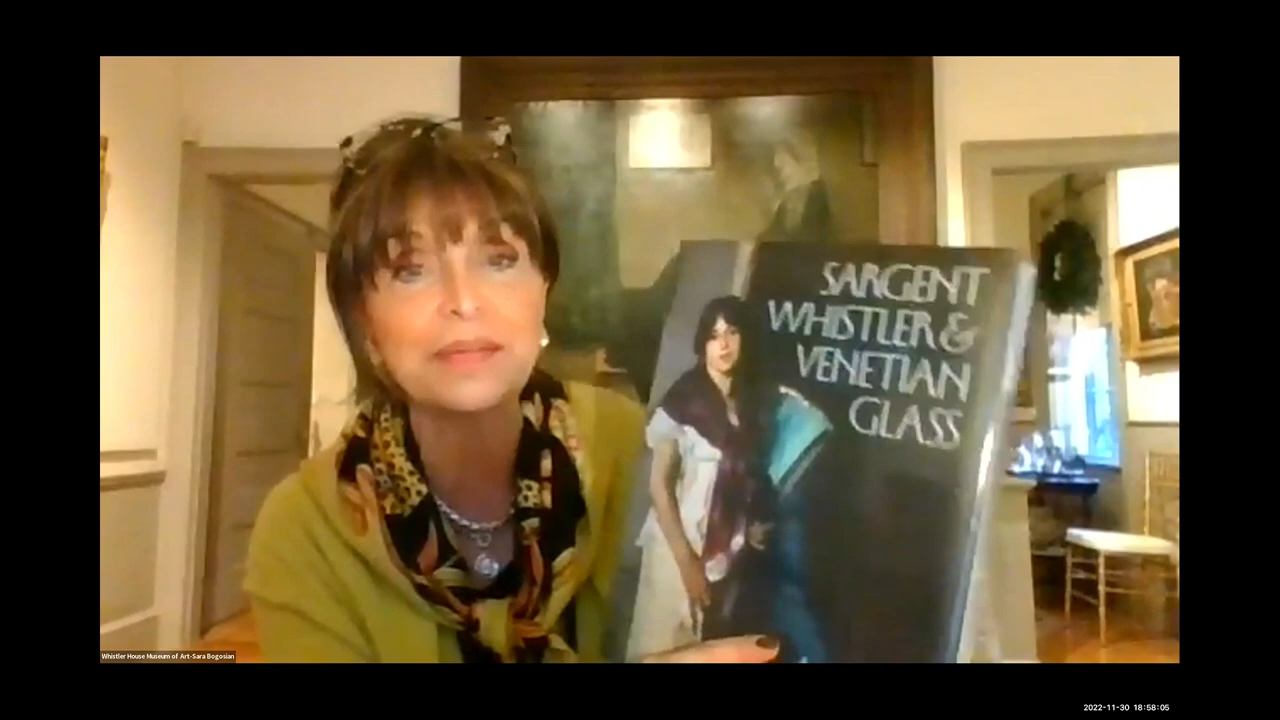 SARGENT
WHISTLER &
VENETIAN
GLASS
Whistler House Museum of Art-Sara Bogosian
2022-11-30 18:58:05